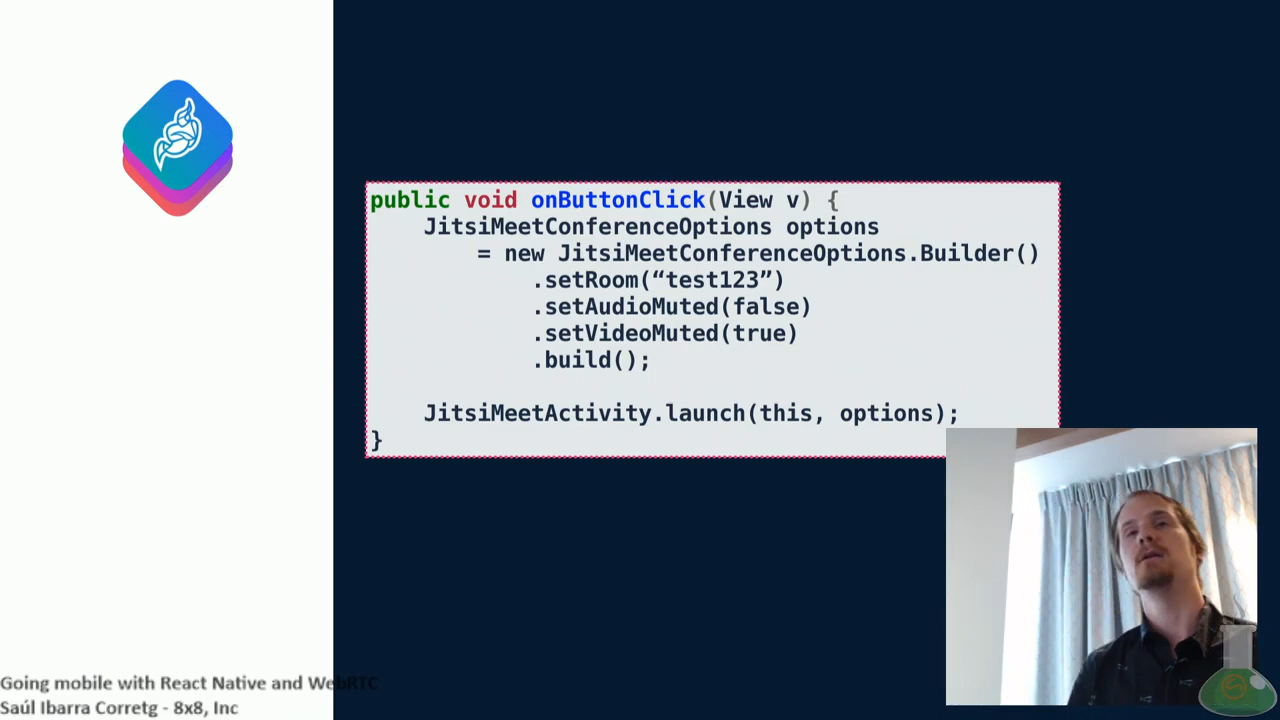 public void onButtonClick(View v) {
JitsiMeetConferenceOptions options
= new JitsiMeetConferenceOptions.Builder()
.setRoom(“test123”)
.setAudioMuted(false)
.setVideoMuted(true)
.build();
JitsiMeetActivity.launch(this, options);
}
Going mobile with React Native and WebRTC
Saúl Ibarra Corretg - 8x8, Inc